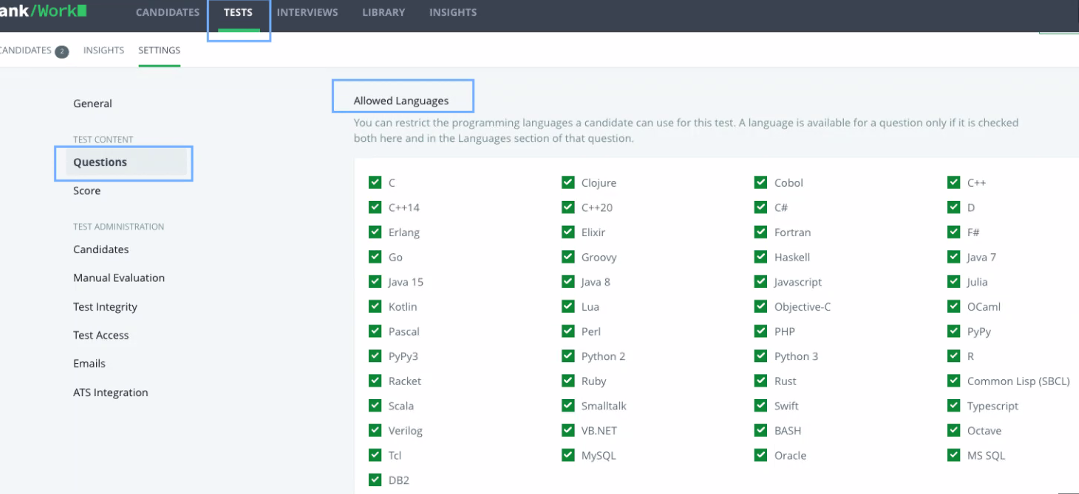 ank/Work
CANDIDATES TESTS INTERVIEWS LIBRARY INSIGHTS
CANDIDATES 2 INSIGHTS SETTINGS
General
TEST CONTENT
Questions
Score
TEST ADMINISTRATION
Candidates
Manual Evaluation
Test Integrity
Test Access
Emails
ATS Integration
Allowed Languages
You can restrict the programming languages a candidate can use for this test. A language is available for a question only if it is checked
both here and in the Languages section of that question.
C Clojure Cobol C++
C++14 C++20 C# D
Erlang Elixir Fortran F#
Go Groovy Haskell Java 7
Java 15 Java 8 Javascript Julia
Kotlin Lua Objective-C OCaml
Pascal Perl PHP PyPy
PyPy3 Python 2 Python 3 R
Racket Ruby Rust Common Lisp (SBCL)
Scala Smalltalk Swift Typescript
Verilog VB.NET BASH Octave
Tcl MySQL Oracle MS SQL
DB2